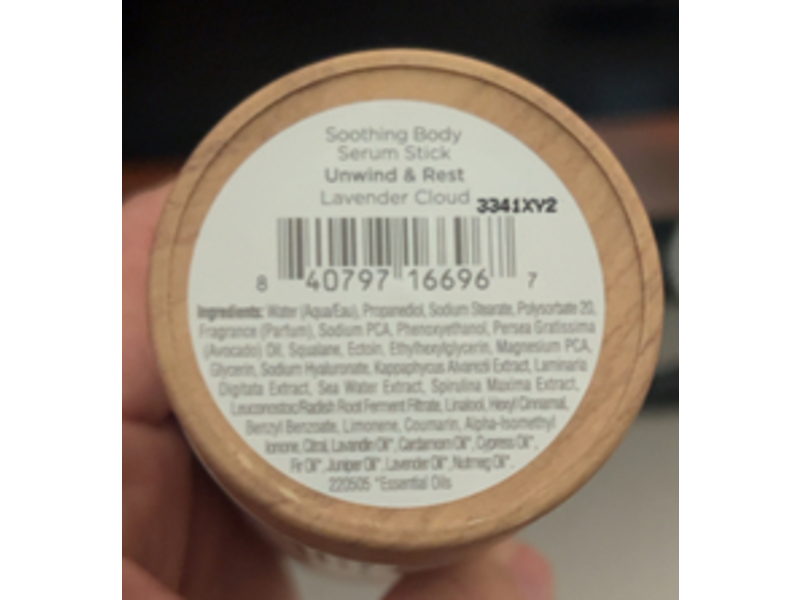 Soothing Body
Serum Stick
Unwind & Rest
Lavender Cloud 3341XY2
8 40797 16696 7
Ingredients: Water (Aqua/Eau), Propanediol, Sodium Stearate, Polysorbate 20,
Fragrance (Parfum), Sodium PCA, Phenoxyethanol, Persea Gratissima
(Avocado) Oil, Squalane, Ectoin, Ethylhexylglycerin, Magnesium PCA,
Glycerin, Sodium Hyaluronate, Kappaphycus Alvarezii Extract, Laminaria
Digitata Extract, Sea Water Extract, Spirulina Maxima Extract,
Leuconostoc/Radish Root Ferment Filtrate, Linalool, Hexyl Cinnamal,
Benzyl Benzoate, Limonene, Coumarin, Alpha-Isomethyl
Ionone, Citral, Lavandin Oil*, Cardamom Oil*, Cypress Oil*,
Fir Oil*, Juniper Oil*, Lavender Oil*, Nutmeg Oil*.
220505 *Essential Oils